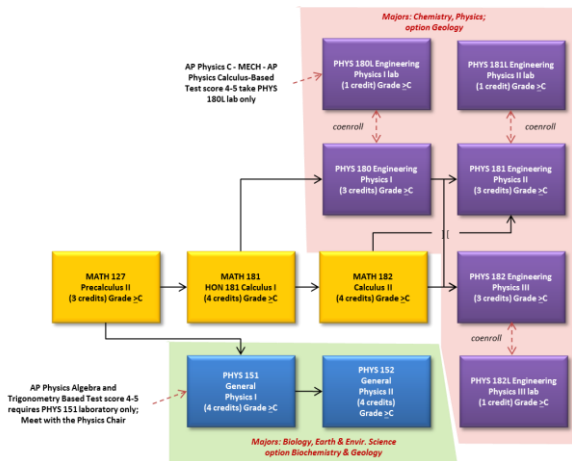 Majors: Chemistry, Physics;
option Geology
AP Physics C - MECH - AP
Physics Calculus-Based
Test score 4-5 take PHYS
180L lab only
PHYS 180L Engineering
Physics I lab
(1 credit) Grade ≥C
PHYS 181L Engineering
Physics II lab
(1 credit) Grade ≥C
coenroll
coenroll
PHYS 180 Engineering
Physics I
(3 credits) Grade ≥C
PHYS 181 Engineering
Physics II
(3 credits) Grade ≥C
MATH 127
Precalculus II
(3 credits) Grade ≥C
MATH 181
HON 181 Calculus I
(4 credits) Grade ≥C
MATH 182
Calculus II
(4 credits) Grade ≥C
PHYS 182 Engineering
Physics III
(3 credits) Grade ≥C
coenroll
PHYS 151
General
Physics I
(4 credits) Grade ≥C
PHYS 152
General
Physics II
(4 credits)
Grade ≥C
PHYS 182L Engineering
Physics III lab
(1 credit) Grade ≥C
AP Physics Algebra and
Trigonometry Based Test score 4-5
requires PHYS 151 laboratory only;
Meet with the Physics Chair
Majors: Biology, Earth & Envir. Science
option Biochemistry & Geology